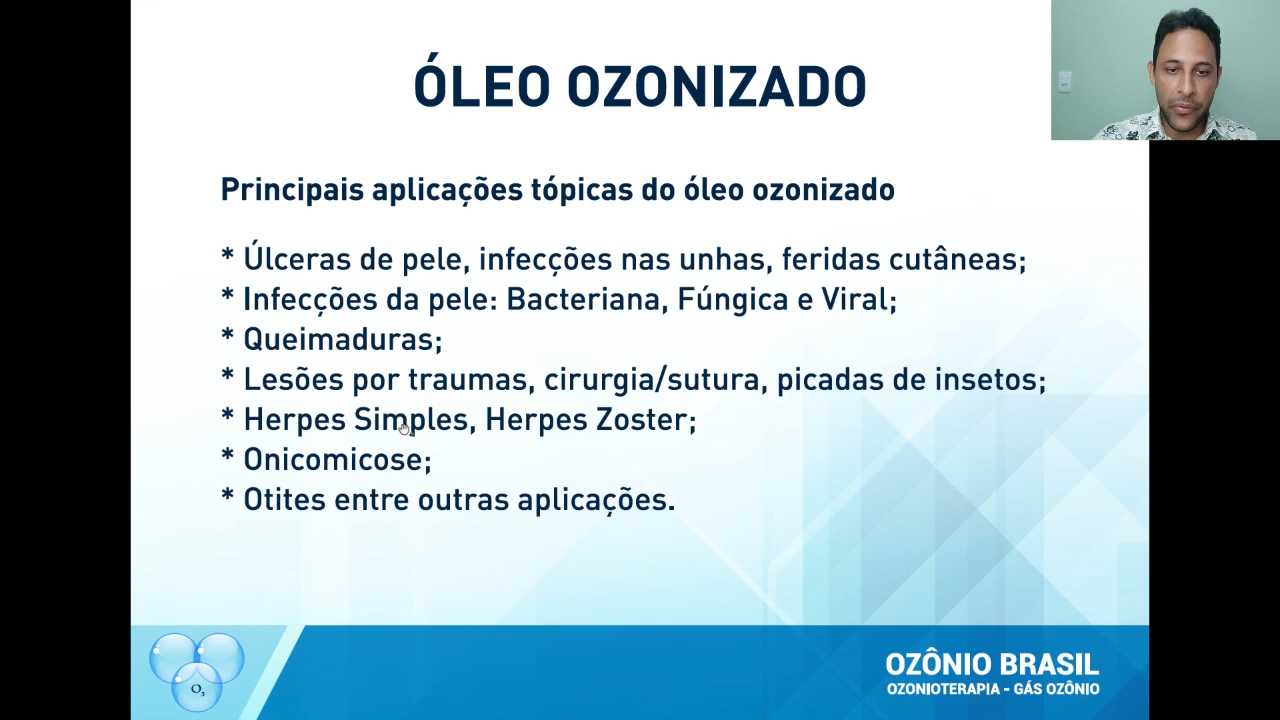 ÓLEO OZONIZADO
Principais aplicações tópicas do óleo ozonizado
* Úlceras de pele, infecções nas unhas, feridas cutâneas;
* Infecções da pele: Bacteriana, Fúngica e Viral;
* Queimaduras;
* Lesões por traumas, cirurgia/sutura, picadas de insetos;
* Herpes Simples, Herpes Zoster;
* Onicomicose;
* Otites entre outras aplicações.
O₃
OZÔNIO BRASIL
OZONIOTERAPIA - GÁS OZÔNIO